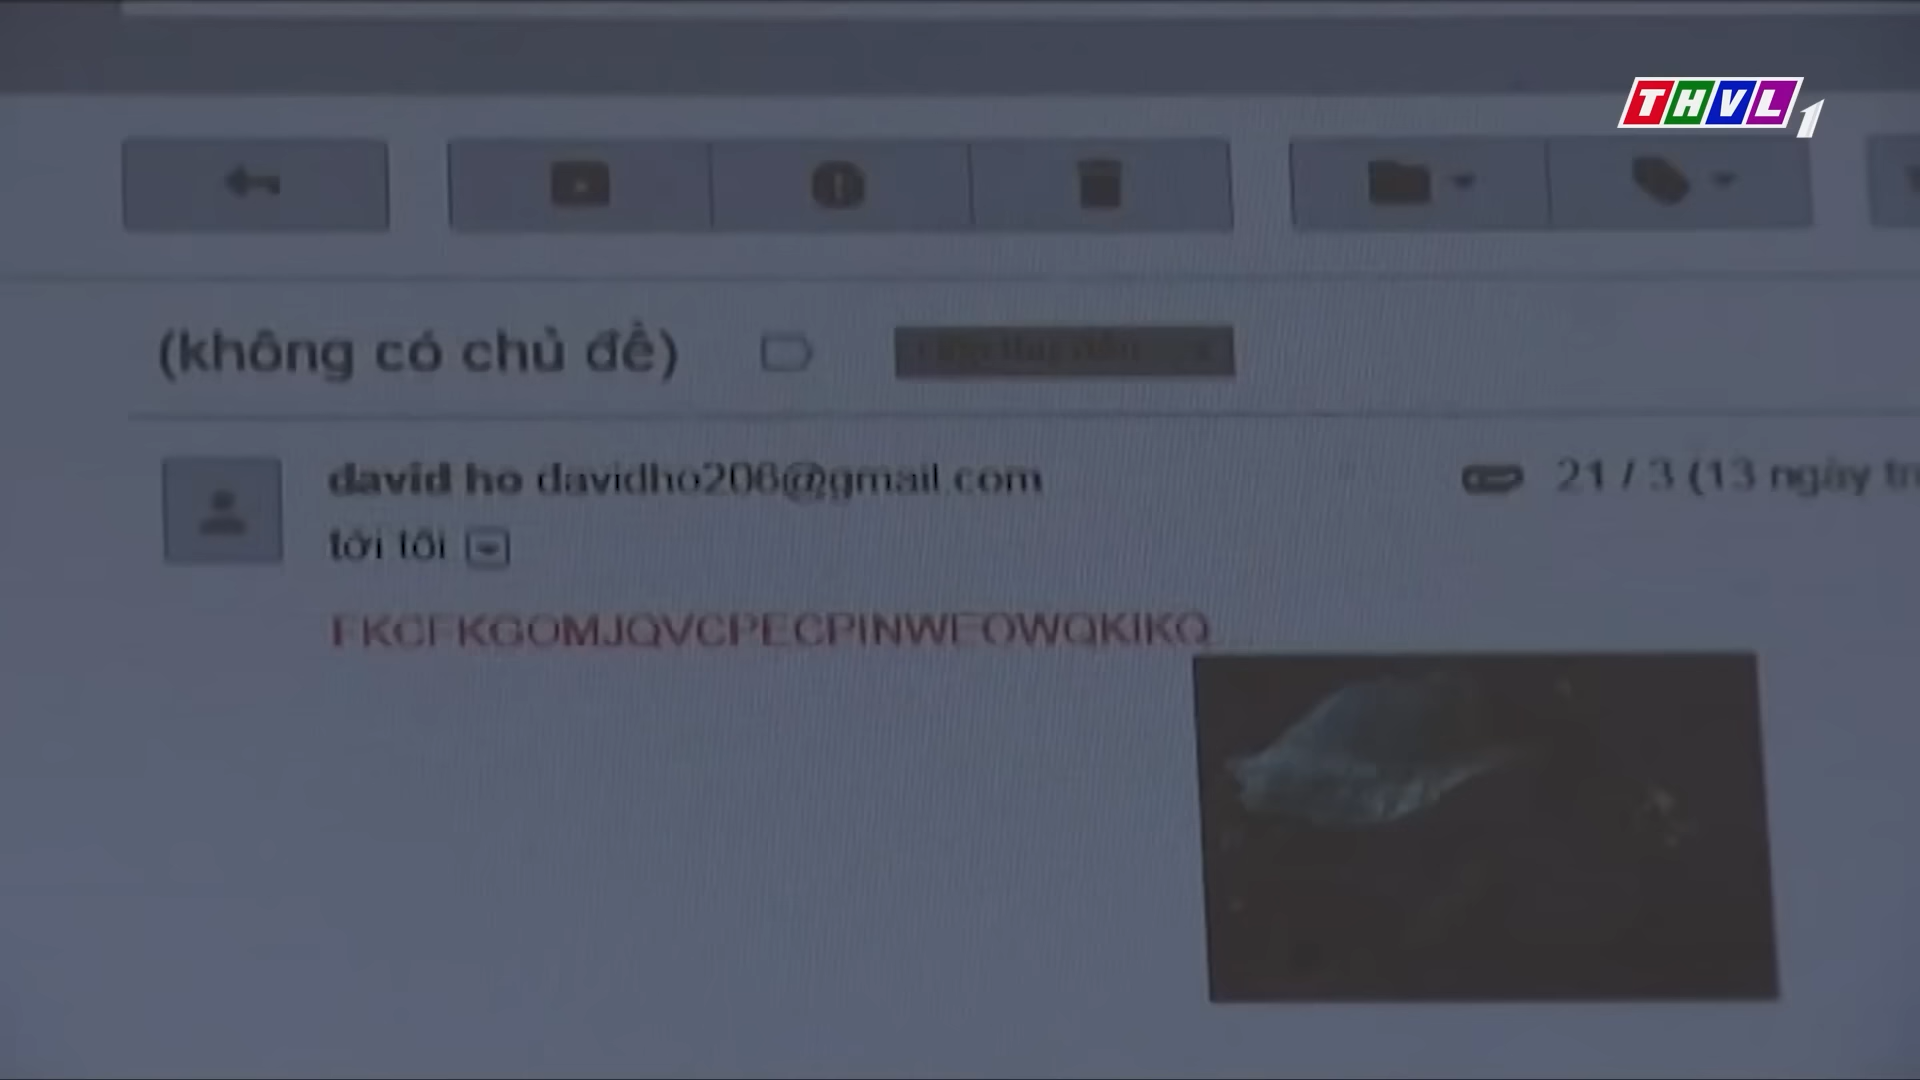 THVL1
(không có chủ đề)
david ho davidho206@gmail.com
21 / 3 (13 ngày
tới tôi
FKCFKGOMJQVCPECPINWFOWQKIKQ